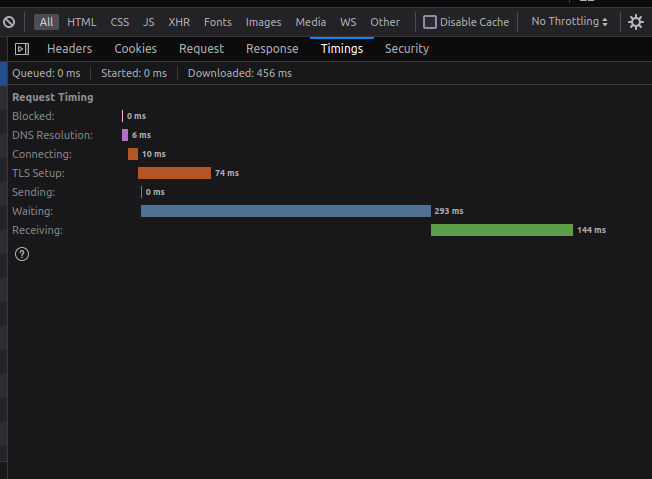 All HTML CSS JS XHR Fonts Images Media WS Other Disable Cache No Throttling
Headers Cookies Request Response Timings Security
Queued: 0 ms Started: 0 ms Downloaded: 456 ms
Request Timing
Blocked: 0 ms
DNS Resolution: 6 ms
Connecting: 10 ms
TLS Setup: 74 ms
Sending: 0 ms
Waiting: 293 ms
Receiving: 144 ms
?